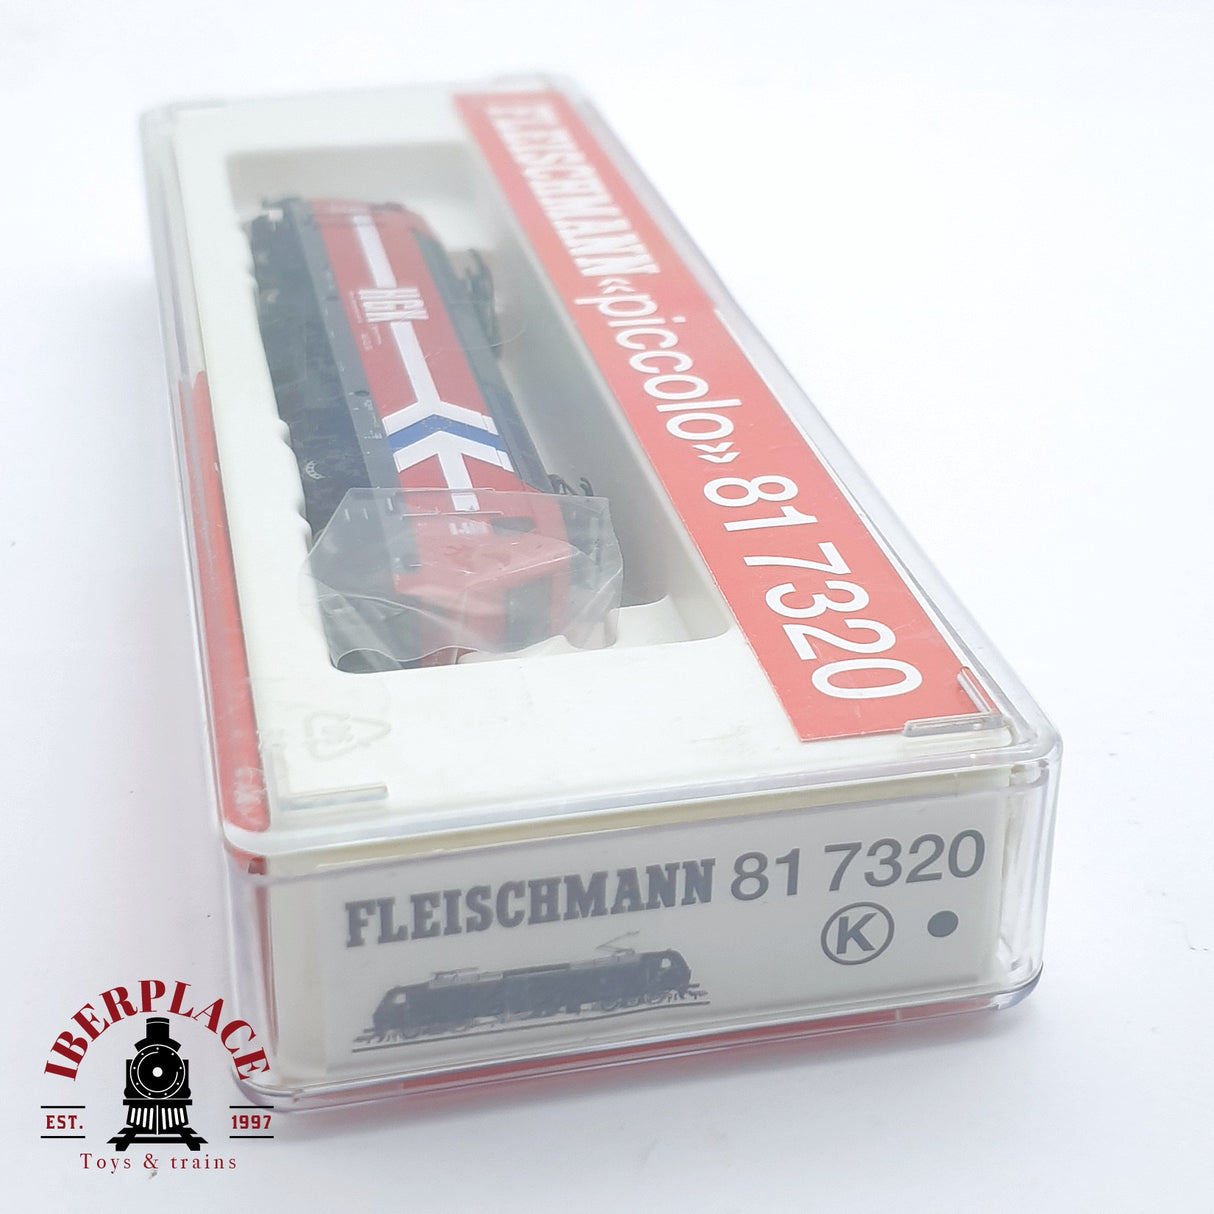 FLEISCHMANN «piccolo» 81 7320
HGK
FLEISCHMANN 81 7320
K
IBERPLACE
EST. 1997
Toys & trains